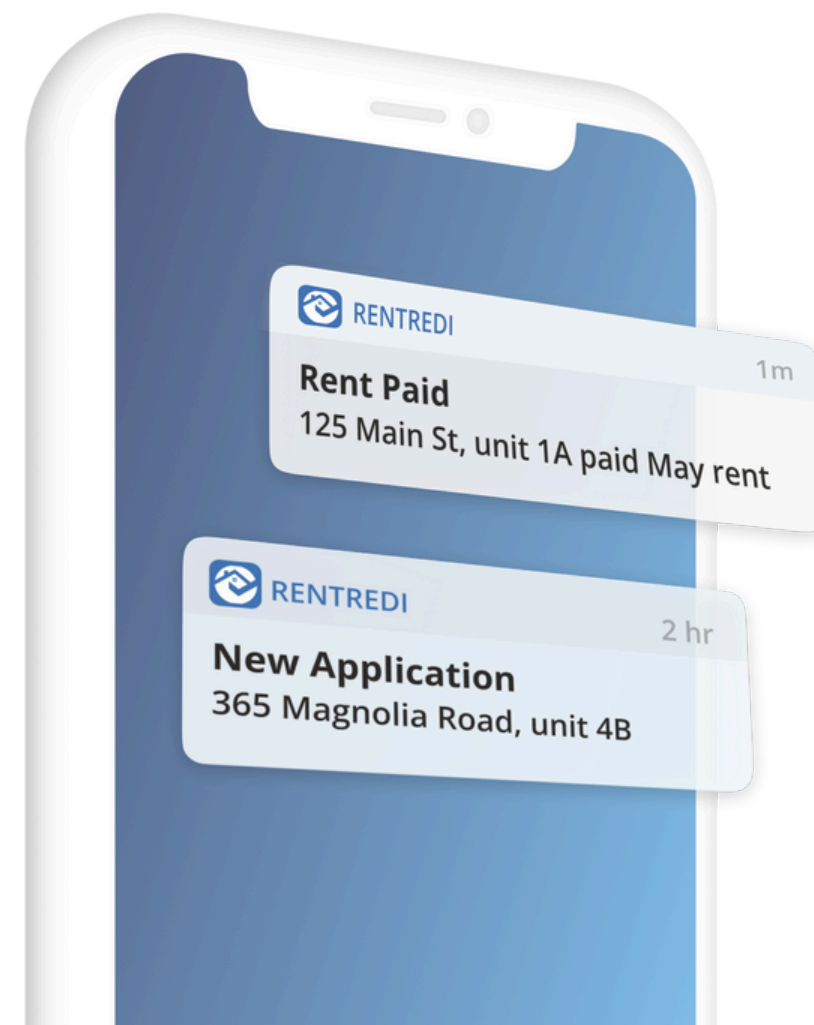 RENTREDI
1m
Rent Paid
125 Main St, unit 1A paid May rent
RENTREDI
2 hr
New Application
365 Magnolia Road, unit 4B